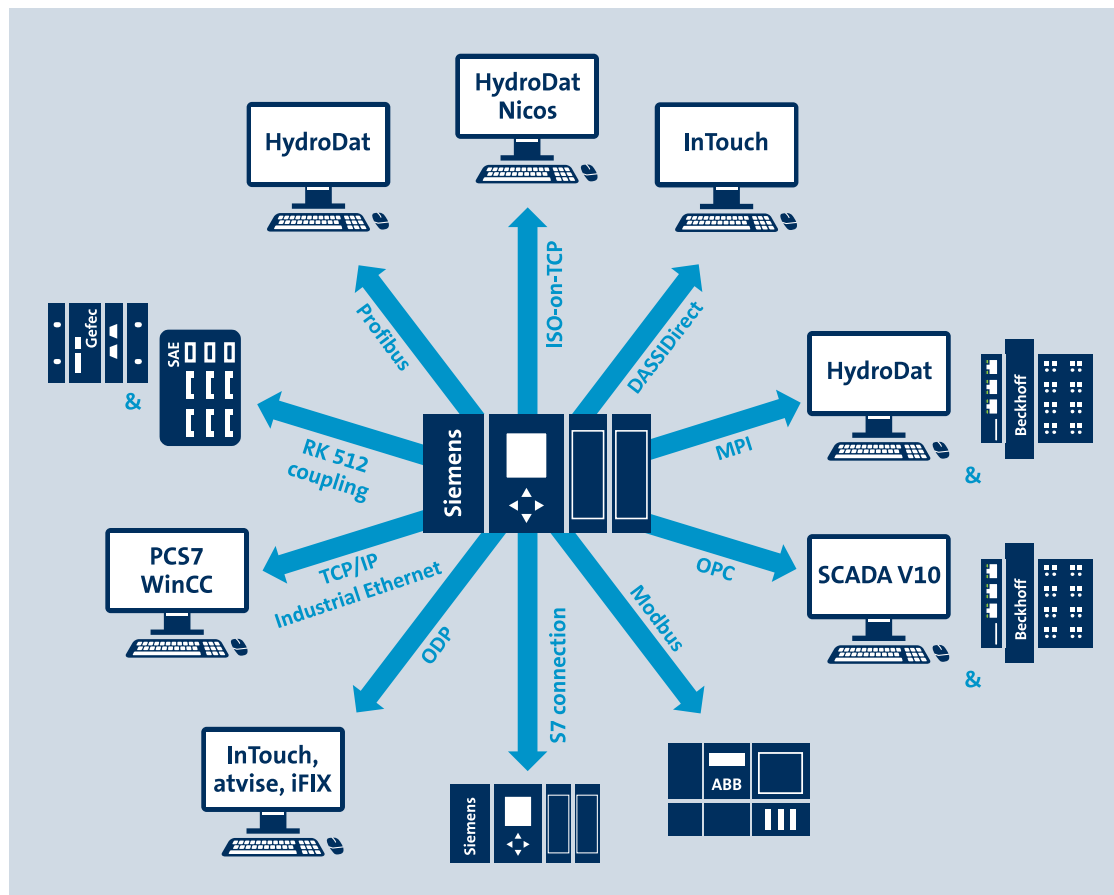 HydroDat
Nicos
HydroDat
InTouch
Profibus
ISO-on-TCP
DASSIDirect
Gefec
SAE
&
HydroDat
Beckhoff
&
RK 512
coupling
Siemens
MPI
PCS7
WinCC
TCP/IP
Industrial Ethernet
OPC
SCADA V10
Beckhoff
&
ODP
S7 connection
Modbus
InTouch,
atvise, iFIX
Siemens
ABB